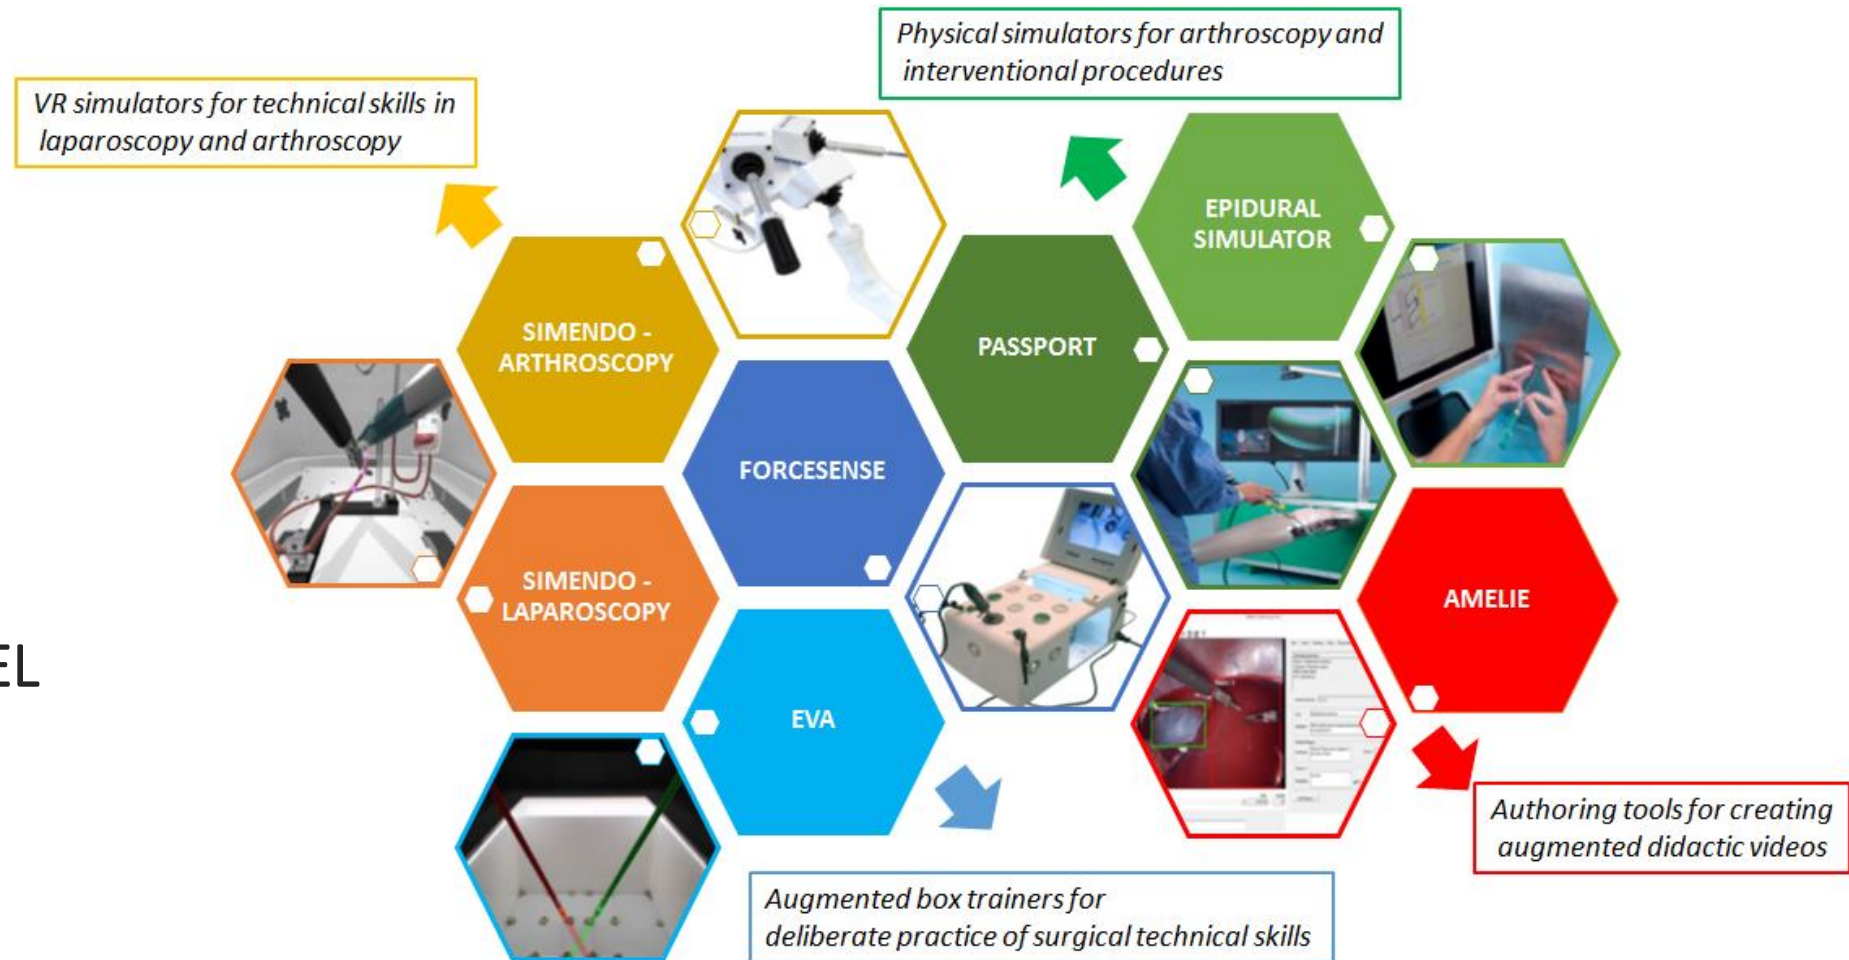 Physical simulators for arthroscopy and
interventional procedures
VR simulators for technical skills in
laparoscopy and arthroscopy
EPIDURAL
SIMULATOR
SIMENDO -
ARTHROSCOPY
PASSPORT
FORCESENSE
SIMENDO -
LAPAROSCOPY
AMELIE
EL
EVA
Authoring tools for creating
augmented didactic videos
Augmented box trainers for
deliberate practice of surgical technical skills